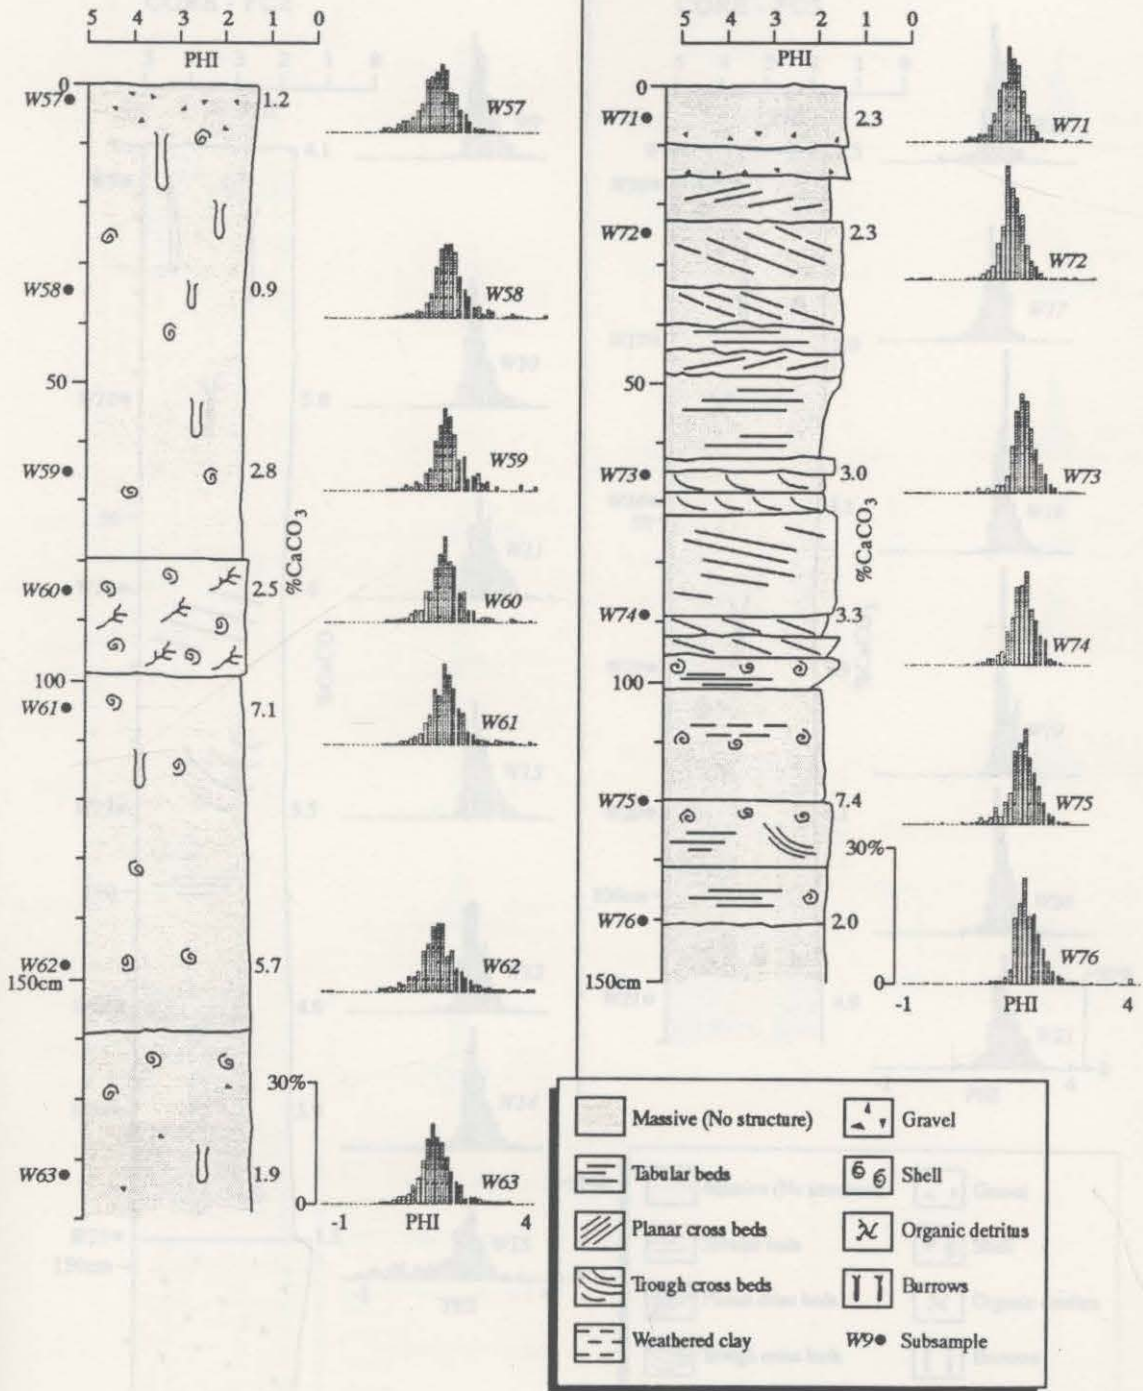 5 4 3 2 1 0
PHI
0
W57● 1.2
W57
W58● 0.9
W58
50
W59● 2.8
W59
%CaCO3
W60● 2.5
W60
100
W61● 7.1
W61
W62● 5.7
W62
150cm
W63● 1.9
30%
0
W63
-1 PHI 4
5 4 3 2 1 0
PHI
0
W71● 2.3
W71
W72● 2.3
W72
50
W73● 3.0
W73
%CaCO3
W74● 3.3
W74
100
W75● 7.4
W75
30%
W76● 2.0
W76
150cm
0
-1 PHI 4
Massive (No structure)
Tabular beds
Planar cross beds
Trough cross beds
Weathered clay
Gravel
Shell
Organic detritus
Burrows
W9● Subsample